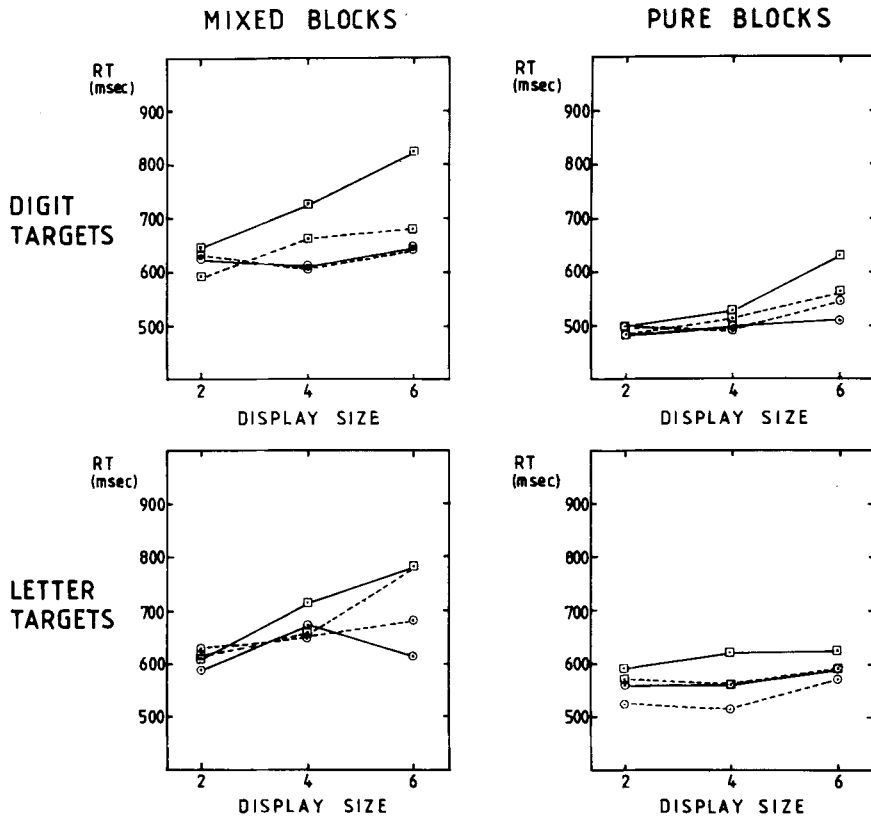 MIXED BLOCKS
PURE BLOCKS
DIGIT
TARGETS
RT
(msec)
900
800
700
600
500
2
4
6
DISPLAY SIZE
RT
(msec)
900
800
700
600
500
2
4
6
DISPLAY SIZE
LETTER
TARGETS
RT
(msec)
900
800
700
600
500
2
4
6
DISPLAY SIZE
RT
(msec)
900
800
700
600
500
2
4
6
DISPLAY SIZE